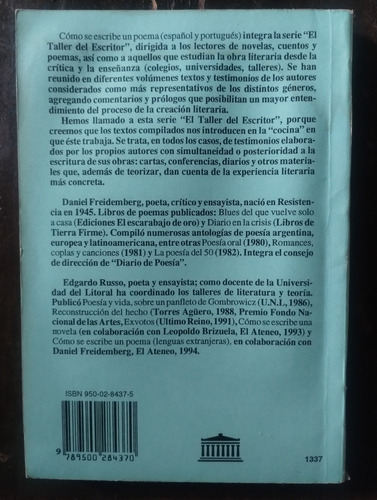 Cómo se escribe un poema (español y portugués) integra la serie "El
Taller del Escritor", dirigida a los lectores de novelas, cuentos y
poemas, así como a aquellos que estudian la obra literaria desde la
crítica y la enseñanza (colegios, universidades, talleres). Se han
reunido en diferentes volúmenes textos y testimonios de los autores
considerados como más representativos de los distintos géneros,
agregando comentarios y prólogos que posibilitan un mayor enten-
dimiento del proceso de la creación literaria.
Hemos llamado a esta serie "El Taller del Escritor", porque
creemos que los textos compilados nos introducen en la "cocina" en
que éste trabaja. Se trata, en todos los casos, de testimonios elabora-
dos por los propios autores con simultaneidad o posterioridad a la
escritura de sus obras: cartas, conferencias, diarios y otros materia-
les que, además de teorizar, dan cuenta de la experiencia literaria
más concreta.
Daniel Freidemberg, poeta, crítico y ensayista, nació en Resisten-
cia en 1945. Libros de poemas publicados: Blues del que vuelve solo
a casa (Ediciones El escarabajo de oro) y Diario en la crisis (Libros de
Tierra Firme). Compiló numerosas antologías de poesía argentina,
europea y latinoamericana, entre otras Poesía oral (1980), Romances,
coplas y canciones (1981) y La poesía del 50 (1982). Integra el consejo
de dirección de "Diario de Poesía".
Edgardo Russo, poeta y ensayista; como docente de la Universi-
dad del Litoral ha coordinado los talleres de literatura y teoría.
Publicó Poesía y vida, sobre un panfleto de Gombrowicz (U.N.L, 1986),
Reconstrucción del hecho (Torres Agüero, 1988, Premio Fondo Nacio-
nal de las Artes, Exvotos (Ultimo Reino, 1991), Cómo se escribe una
novela (en colaboración con Leopoldo Brizuela, El Ateneo, 1993) y
Cómo se escribe un poema (lenguas extranjeras), en colaboración con
Daniel Freidemberg, El Ateneo, 1994.
ISBN 950-02-8437-5
9 789500 284370
1337